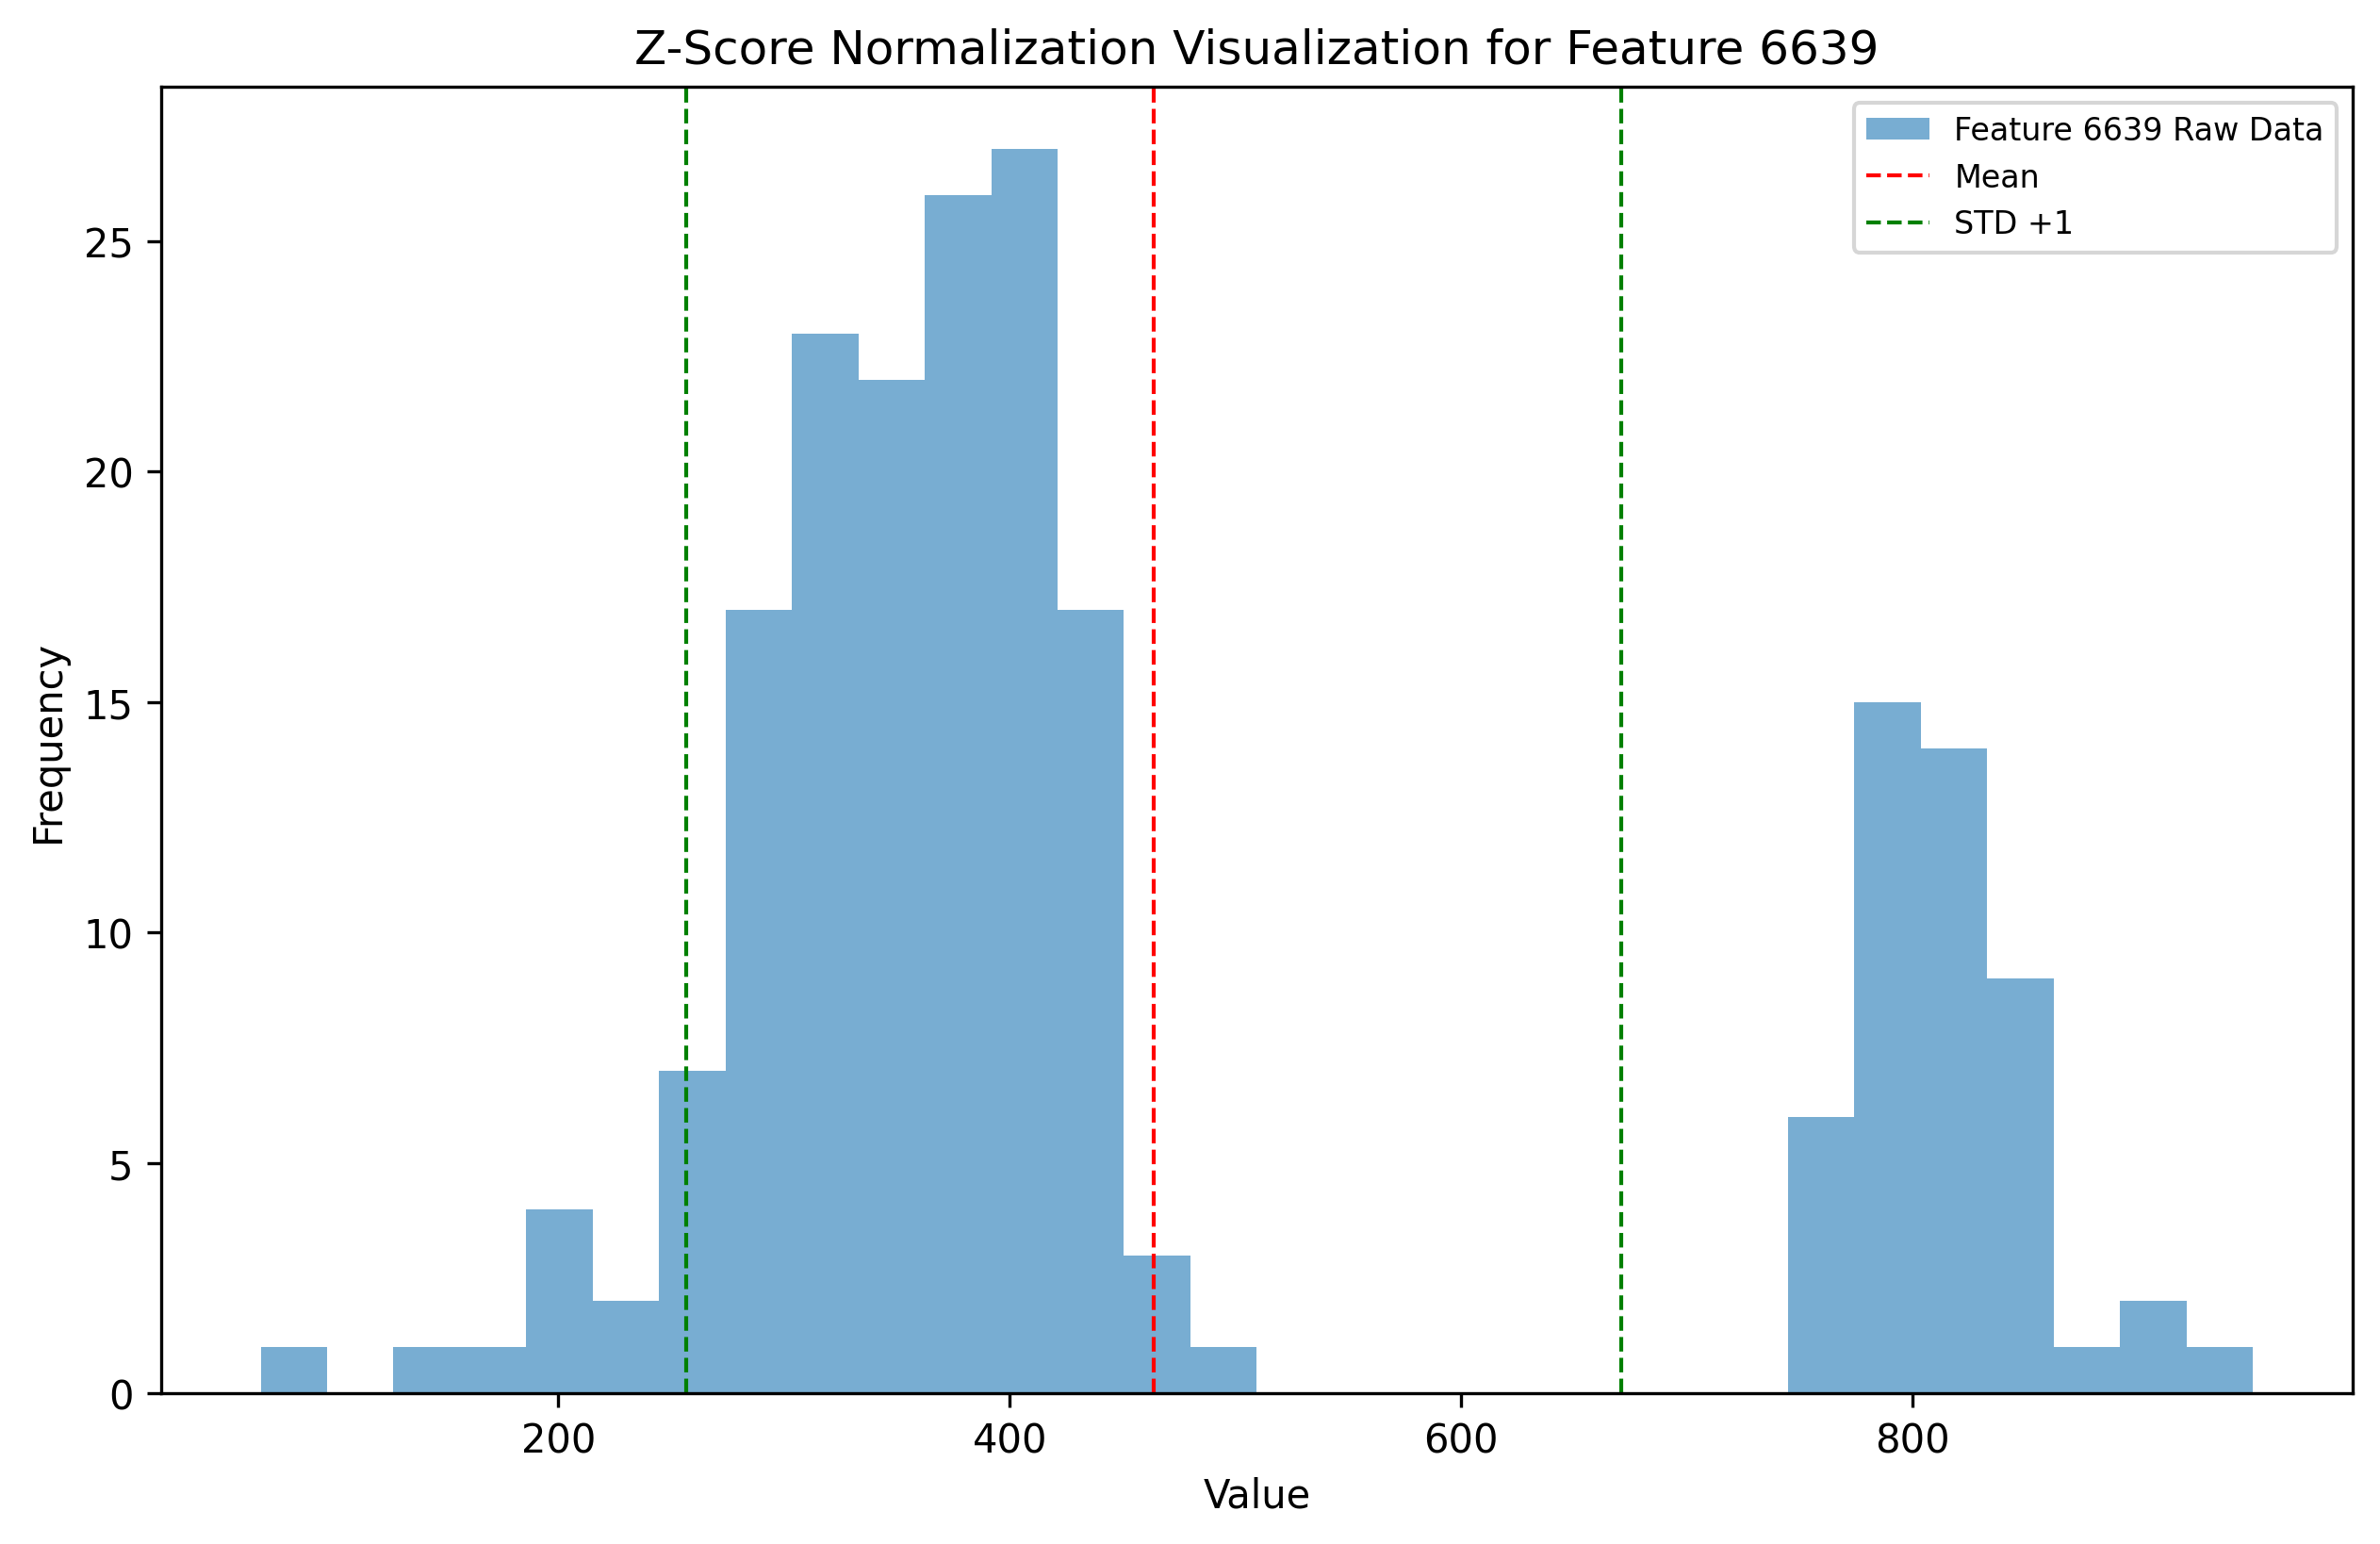 Z-Score Normalization Visualization for Feature 6639
Feature 6639 Raw Data
Mean
STD +1
25
20
15
10
5
0
Frequency
200 400 600 800
Value